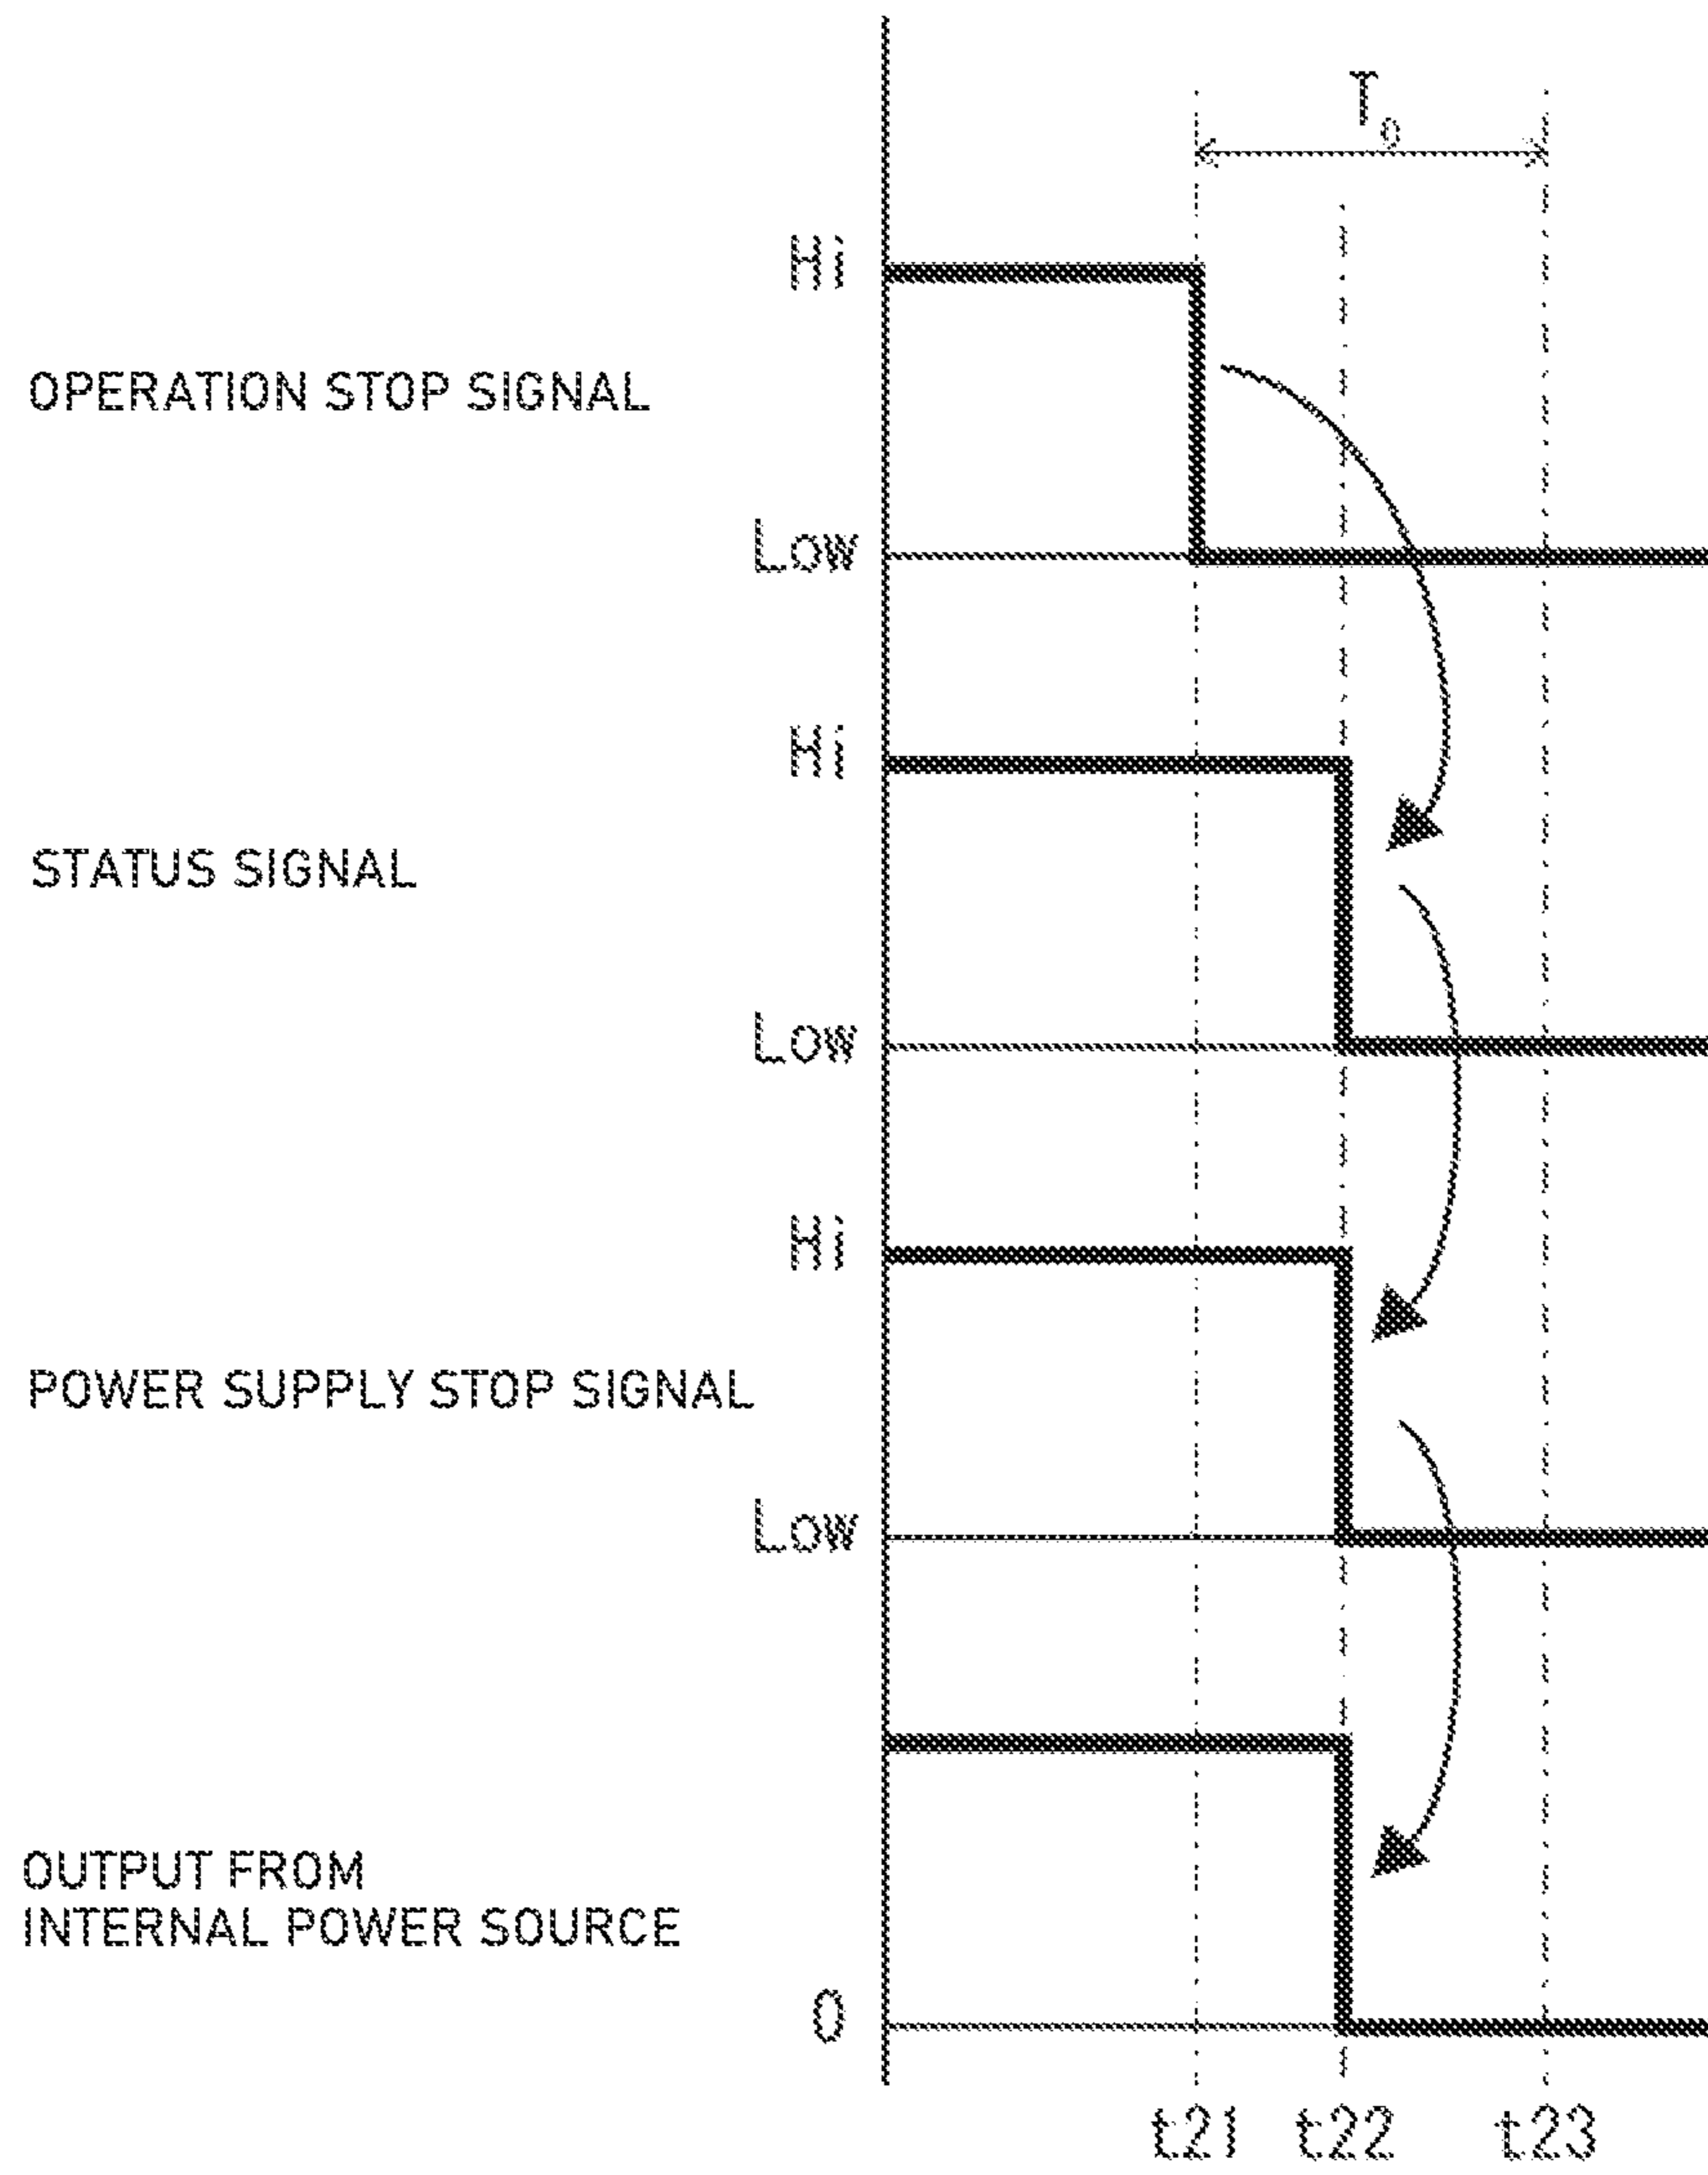 T0
Hi
OPERATION STOP SIGNAL
Low
Hi
STATUS SIGNAL
Low
Hi
POWER SUPPLY STOP SIGNAL
Low
OUTPUT FROM
INTERNAL POWER SOURCE
0
t21 t22 t23